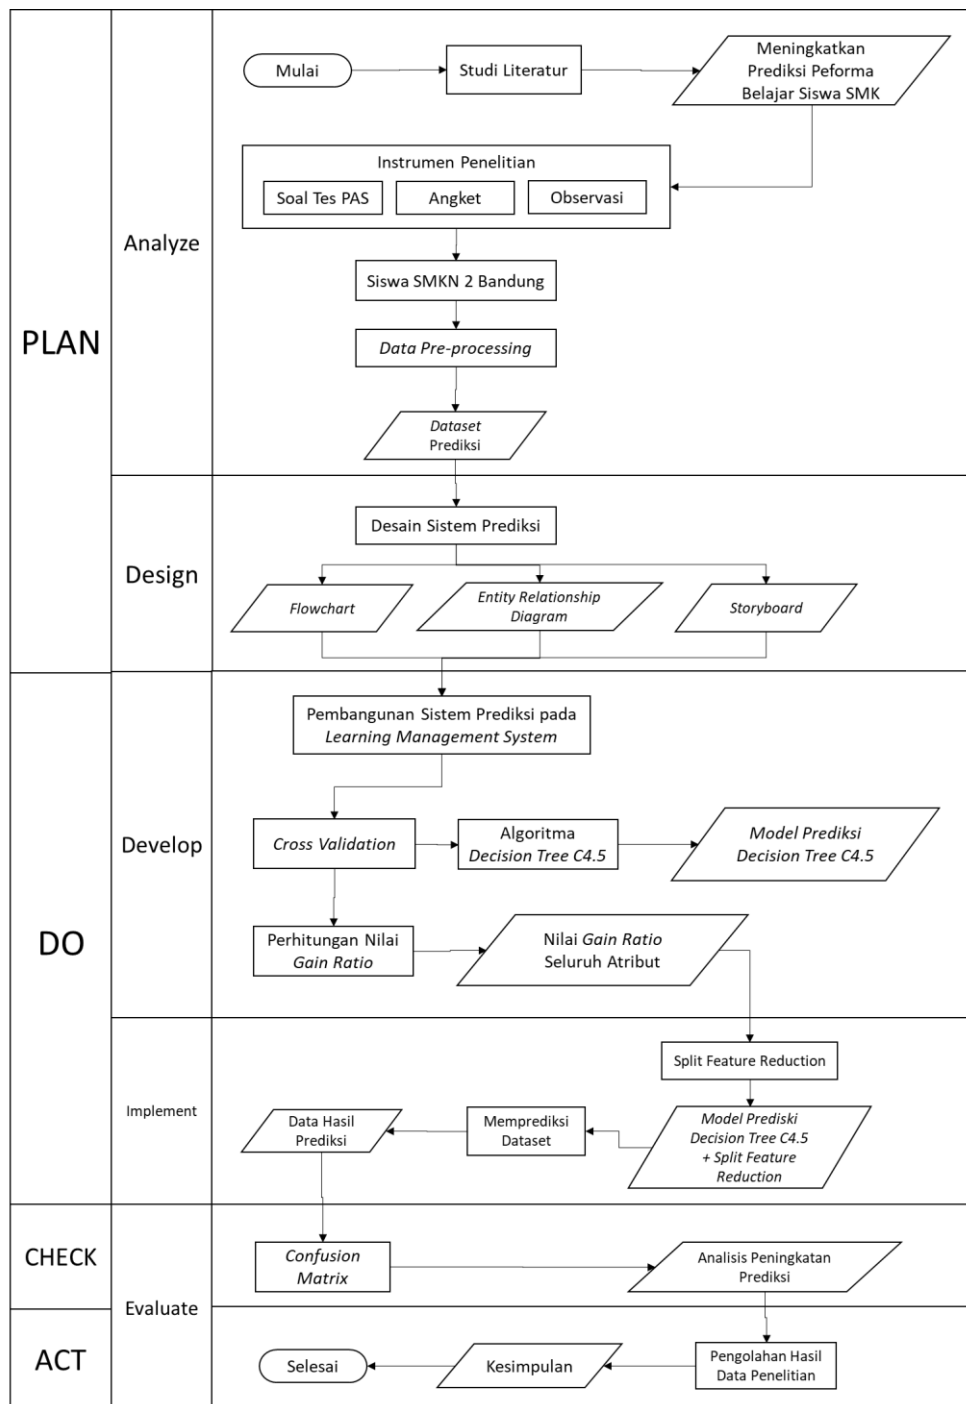 PLAN
Analyze
Mulai
Studi Literatur
Meningkatkan
Prediksi Peforma
Belajar Siswa SMK
Instrumen Penelitian
Soal Tes PAS
Angket
Observasi
Siswa SMKN 2 Bandung
Data Pre-processing
Dataset
Prediksi
Design
Desain Sistem Prediksi
Flowchart
Entity Relationship
Diagram
Storyboard
DO
Develop
Pembangunan Sistem Prediksi pada
Learning Management System
Cross Validation
Algoritma
Decision Tree C4.5
Model Prediksi
Decision Tree C4.5
Perhitungan Nilai
Gain Ratio
Nilai Gain Ratio
Seluruh Atribut
Implement
Split Feature Reduction
Model Prediski
Decision Tree C4.5
+ Split Feature
Reduction
Memprediksi
Dataset
Data Hasil
Prediksi
CHECK
Evaluate
Confusion
Matrix
Analisis Peningkatan
Prediksi
ACT
Pengolahan Hasil
Data Penelitian
Kesimpulan
Selesai